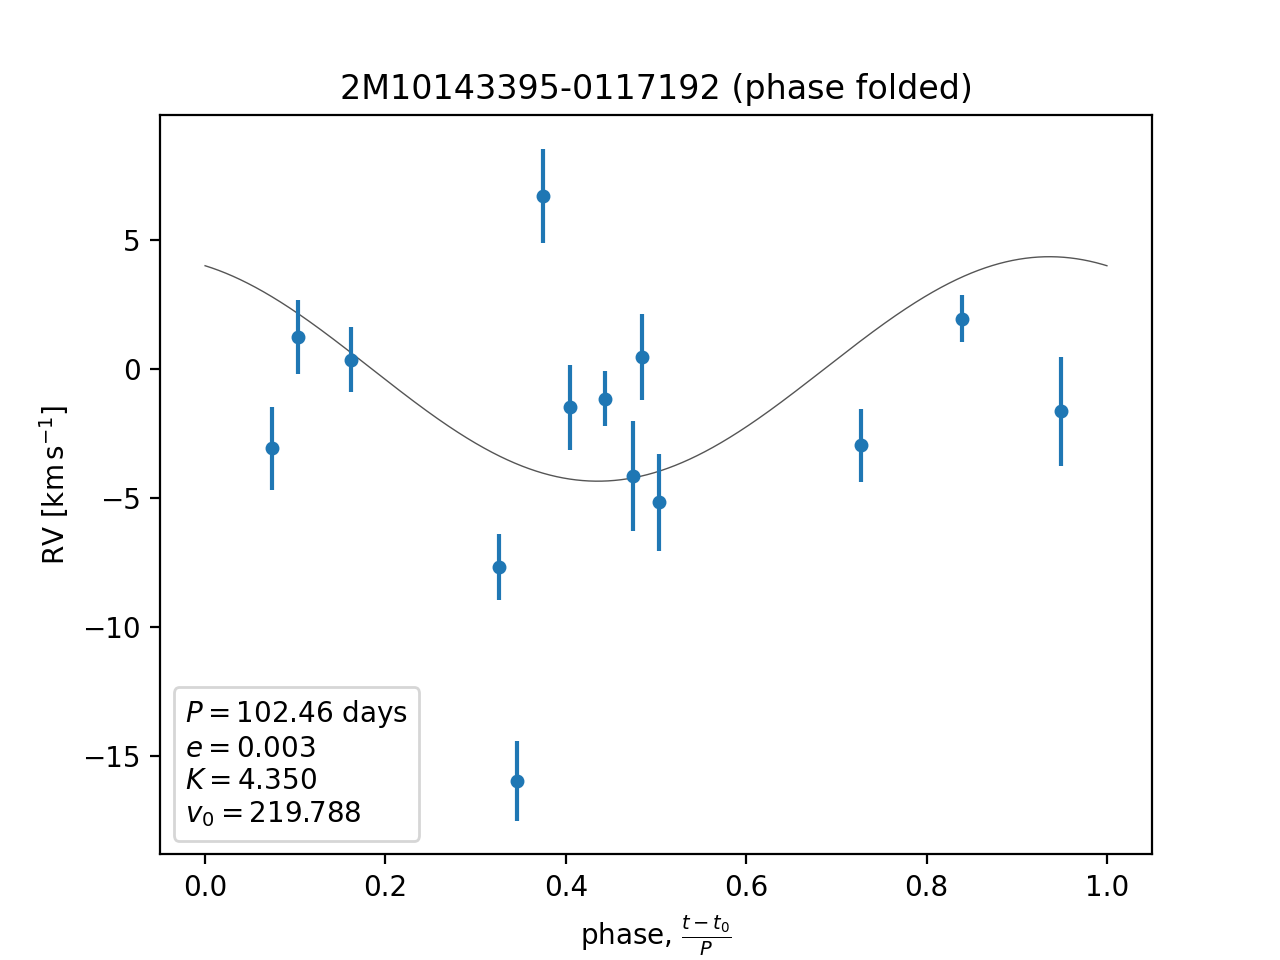 2M10143395-0117192 (phase folded)
RV [km s⁻¹]
5
0
−5
−10
−15
P = 102.46 days
e = 0.003
K = 4.350
v₀ = 219.788
0.0 0.2 0.4 0.6 0.8 1.0
phase, (t − t₀)/P